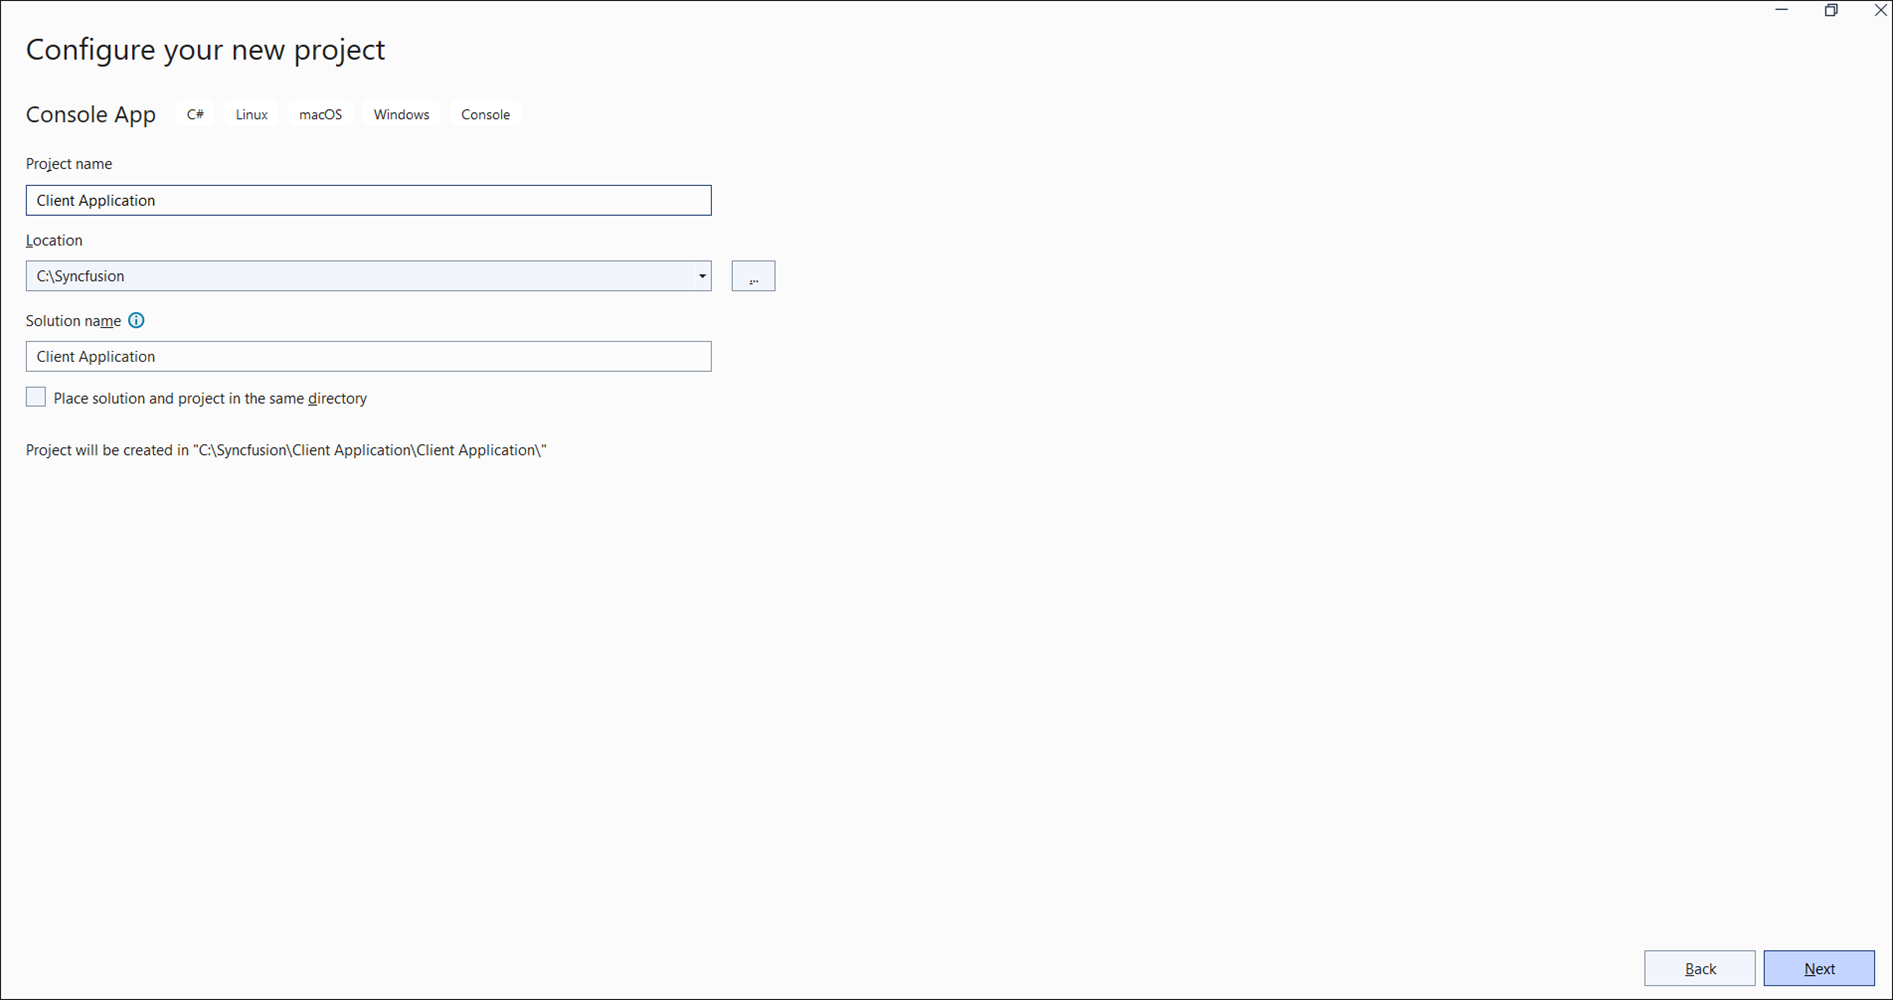 Configure your new project
Console App C# Linux macOS Windows Console
Project name
Client Application
Location
C:\Syncfusion
...
Solution name
Client Application
Place solution and project in the same directory
Project will be created in "C:\Syncfusion\Client Application\Client Application\"
Back Next